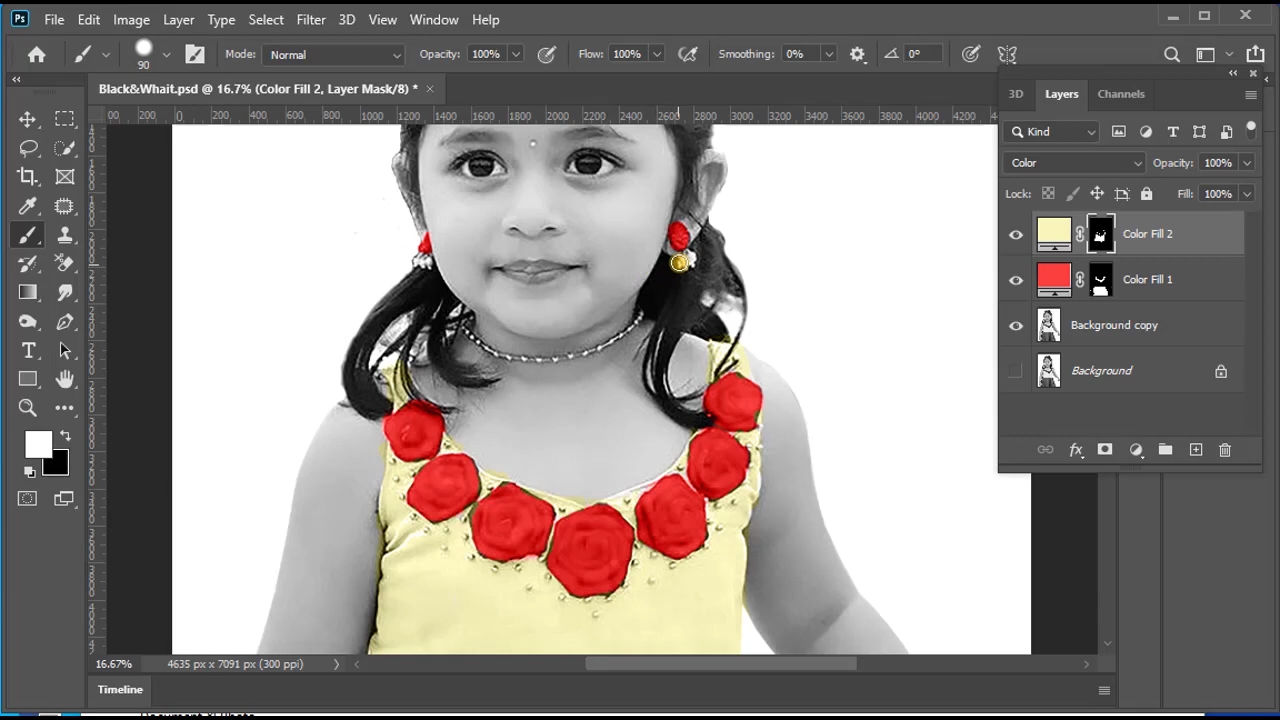 Ps File Edit Image Layer Type Select Filter 3D View Window Help
90 Mode: Normal Opacity: 100% Flow: 100% Smoothing: 0% 0°
Black&Whait.psd @ 16.7% (Color Fill 2, Layer Mask/8) * ×
00 200 0 200 400 600 800 1000 1200 1400 1600 1800 2000 2200 2400 2600 2800 3000 3200 3400 3600 3800 4000 4200 4400
3D Layers Channels
Kind
Color Opacity: 100%
Lock: Fill: 100%
Color Fill 2
Color Fill 1
Background copy
Background
16.67% 4635 px x 7091 px (300 ppi)
Timeline